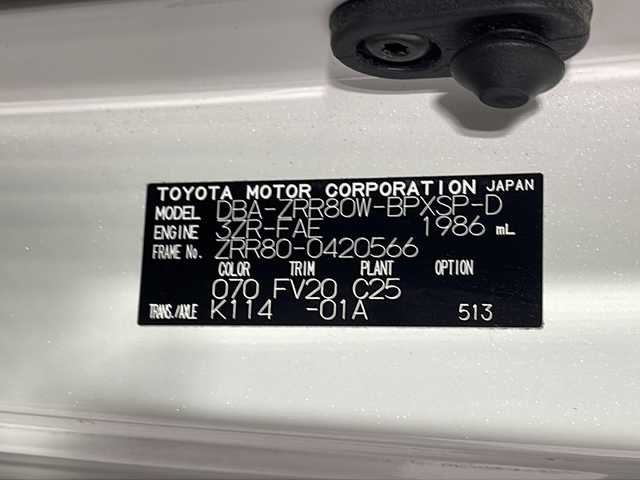 TOYOTA MOTOR CORPORATION JAPAN
MODEL DBA-ZRR80W-BPXSP-D
ENGINE 3ZR-FAE 1986 mL
FRAME No. ZRR80-0420566
COLOR TRIM PLANT OPTION
070 FV20 C25
TRANS./AXLE K114 -01A 513